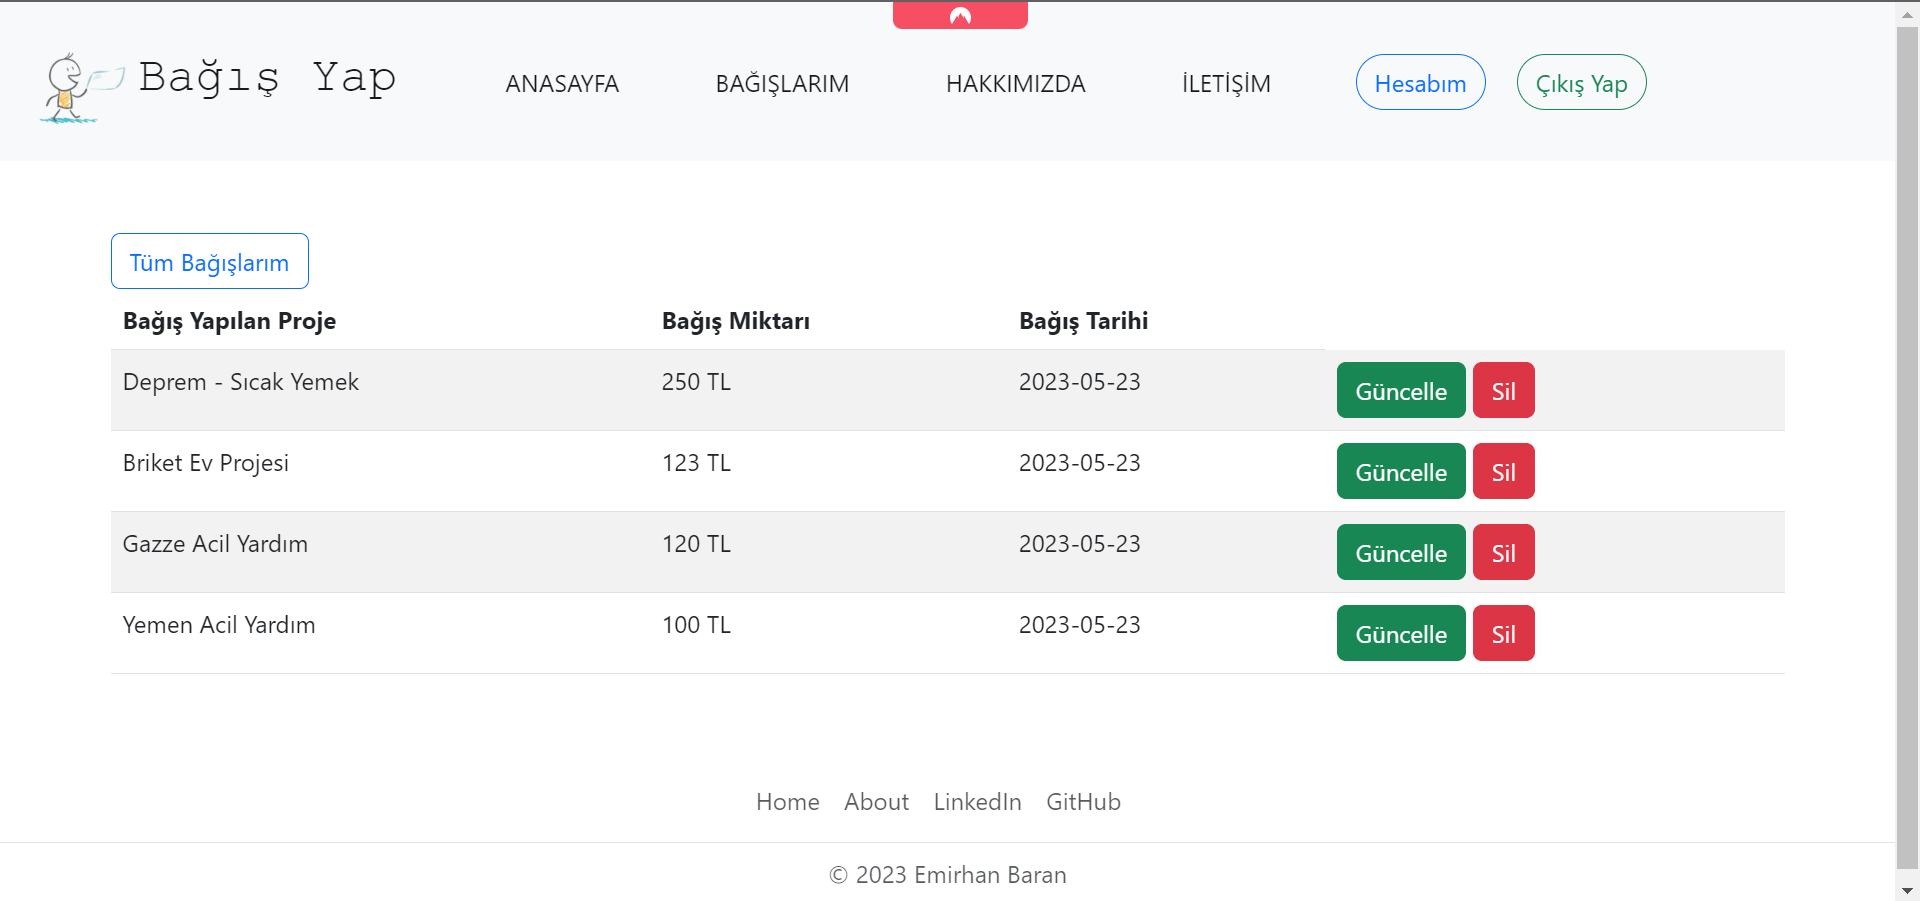 Bağış Yap
ANASAYFA BAĞIŞLARIM HAKKIMIZDA İLETİŞİM Hesabım Çıkış Yap
Tüm Bağışlarım
Bağış Yapılan Proje Bağış Miktarı Bağış Tarihi
Deprem - Sıcak Yemek 250 TL 2023-05-23 Güncelle Sil
Briket Ev Projesi 123 TL 2023-05-23 Güncelle Sil
Gazze Acil Yardım 120 TL 2023-05-23 Güncelle Sil
Yemen Acil Yardım 100 TL 2023-05-23 Güncelle Sil
Home About LinkedIn GitHub
© 2023 Emirhan Baran